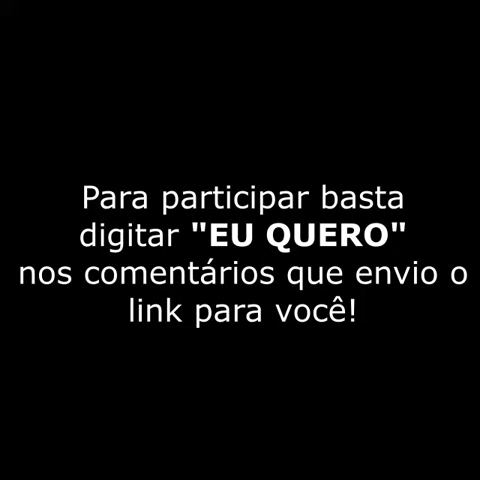 Para participar basta
digitar "EU QUERO"
nos comentários que envio o
link para você!